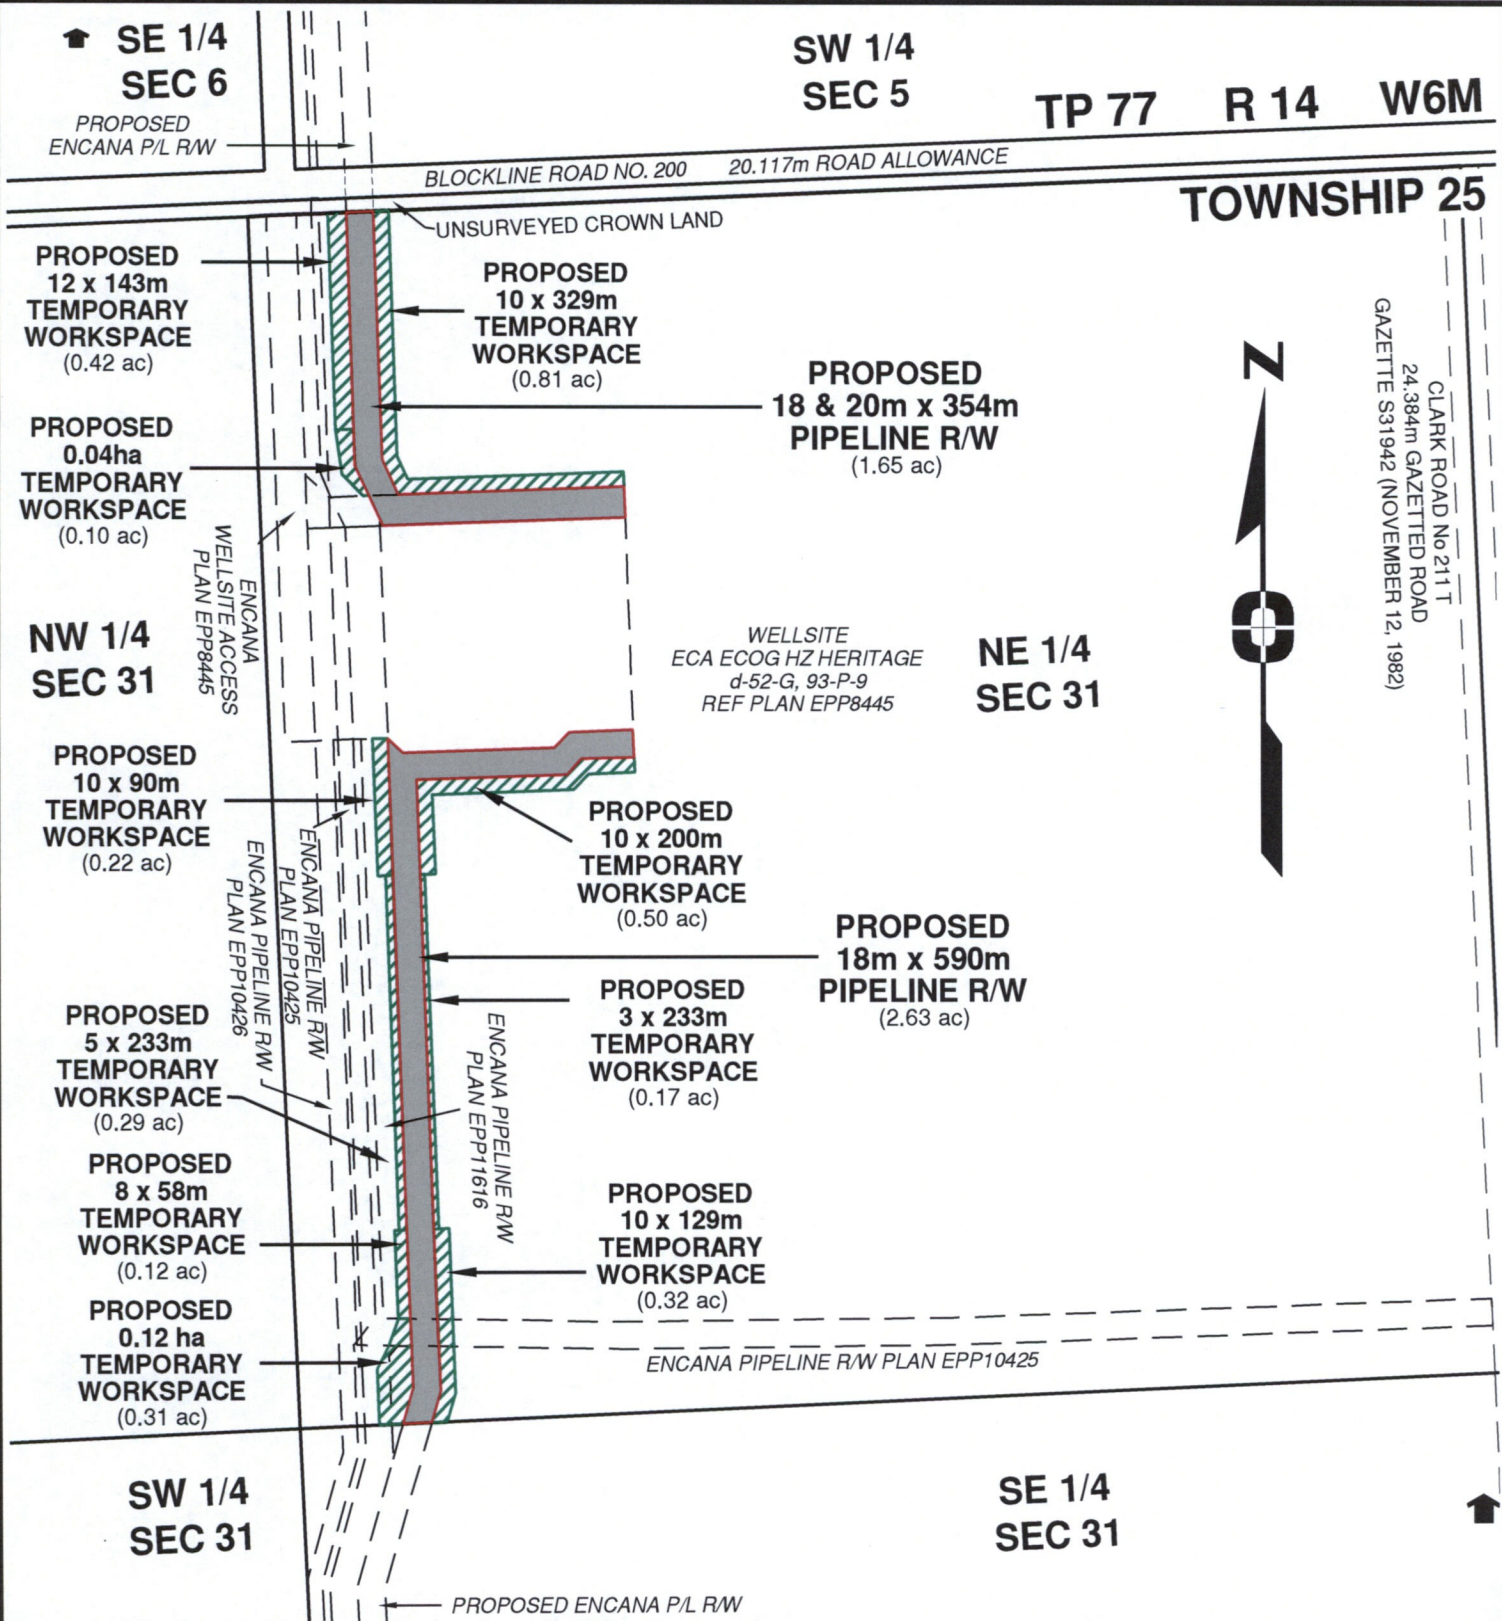 SE 1/4
SEC 6
SW 1/4
SEC 5
TP 77 R 14 W6M
PROPOSED
ENCANA P/L R/W
BLOCKLINE ROAD NO. 200 20.117m ROAD ALLOWANCE
TOWNSHIP 25
UNSURVEYED CROWN LAND
PROPOSED
12 x 143m
TEMPORARY
WORKSPACE
(0.42 ac)
PROPOSED
10 x 329m
TEMPORARY
WORKSPACE
(0.81 ac)
PROPOSED
18 & 20m x 354m
PIPELINE R/W
(1.65 ac)
N
CLARK ROAD No 211 T
24.384m GAZETTED ROAD
GAZETTE S31942 (NOVEMBER 12, 1982)
PROPOSED
0.04ha
TEMPORARY
WORKSPACE
(0.10 ac)
ENCANA
WELLSITE ACCESS
PLAN EPP8445
NW 1/4
SEC 31
WELLSITE
ECA ECOG HZ HERITAGE
d-52-G, 93-P-9
REF PLAN EPP8445
NE 1/4
SEC 31
PROPOSED
10 x 90m
TEMPORARY
WORKSPACE
(0.22 ac)
PROPOSED
10 x 200m
TEMPORARY
WORKSPACE
(0.50 ac)
ENCANA PIPELINE R/W
PLAN EPP10425
ENCANA PIPELINE R/W
PLAN EPP10426
PROPOSED
18m x 590m
PIPELINE R/W
(2.63 ac)
PROPOSED
5 x 233m
TEMPORARY
WORKSPACE
(0.29 ac)
PROPOSED
3 x 233m
TEMPORARY
WORKSPACE
(0.17 ac)
ENCANA PIPELINE R/W
PLAN EPP11616
PROPOSED
8 x 58m
TEMPORARY
WORKSPACE
(0.12 ac)
PROPOSED
10 x 129m
TEMPORARY
WORKSPACE
(0.32 ac)
PROPOSED
0.12 ha
TEMPORARY
WORKSPACE
(0.31 ac)
ENCANA PIPELINE R/W PLAN EPP10425
SW 1/4
SEC 31
SE 1/4
SEC 31
PROPOSED ENCANA P/L R/W